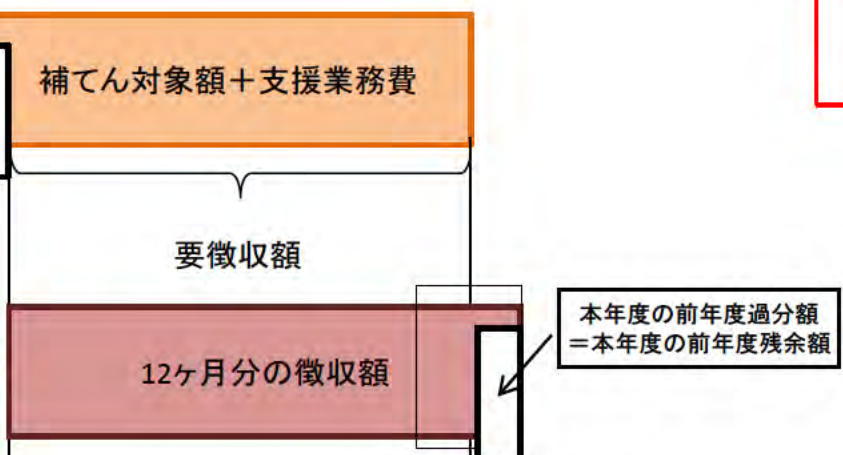 補てん対象額＋支援業務費
要徴収額
12ヶ月分の徴収額
本年度の前年度過分額
＝本年度の前年度残余額